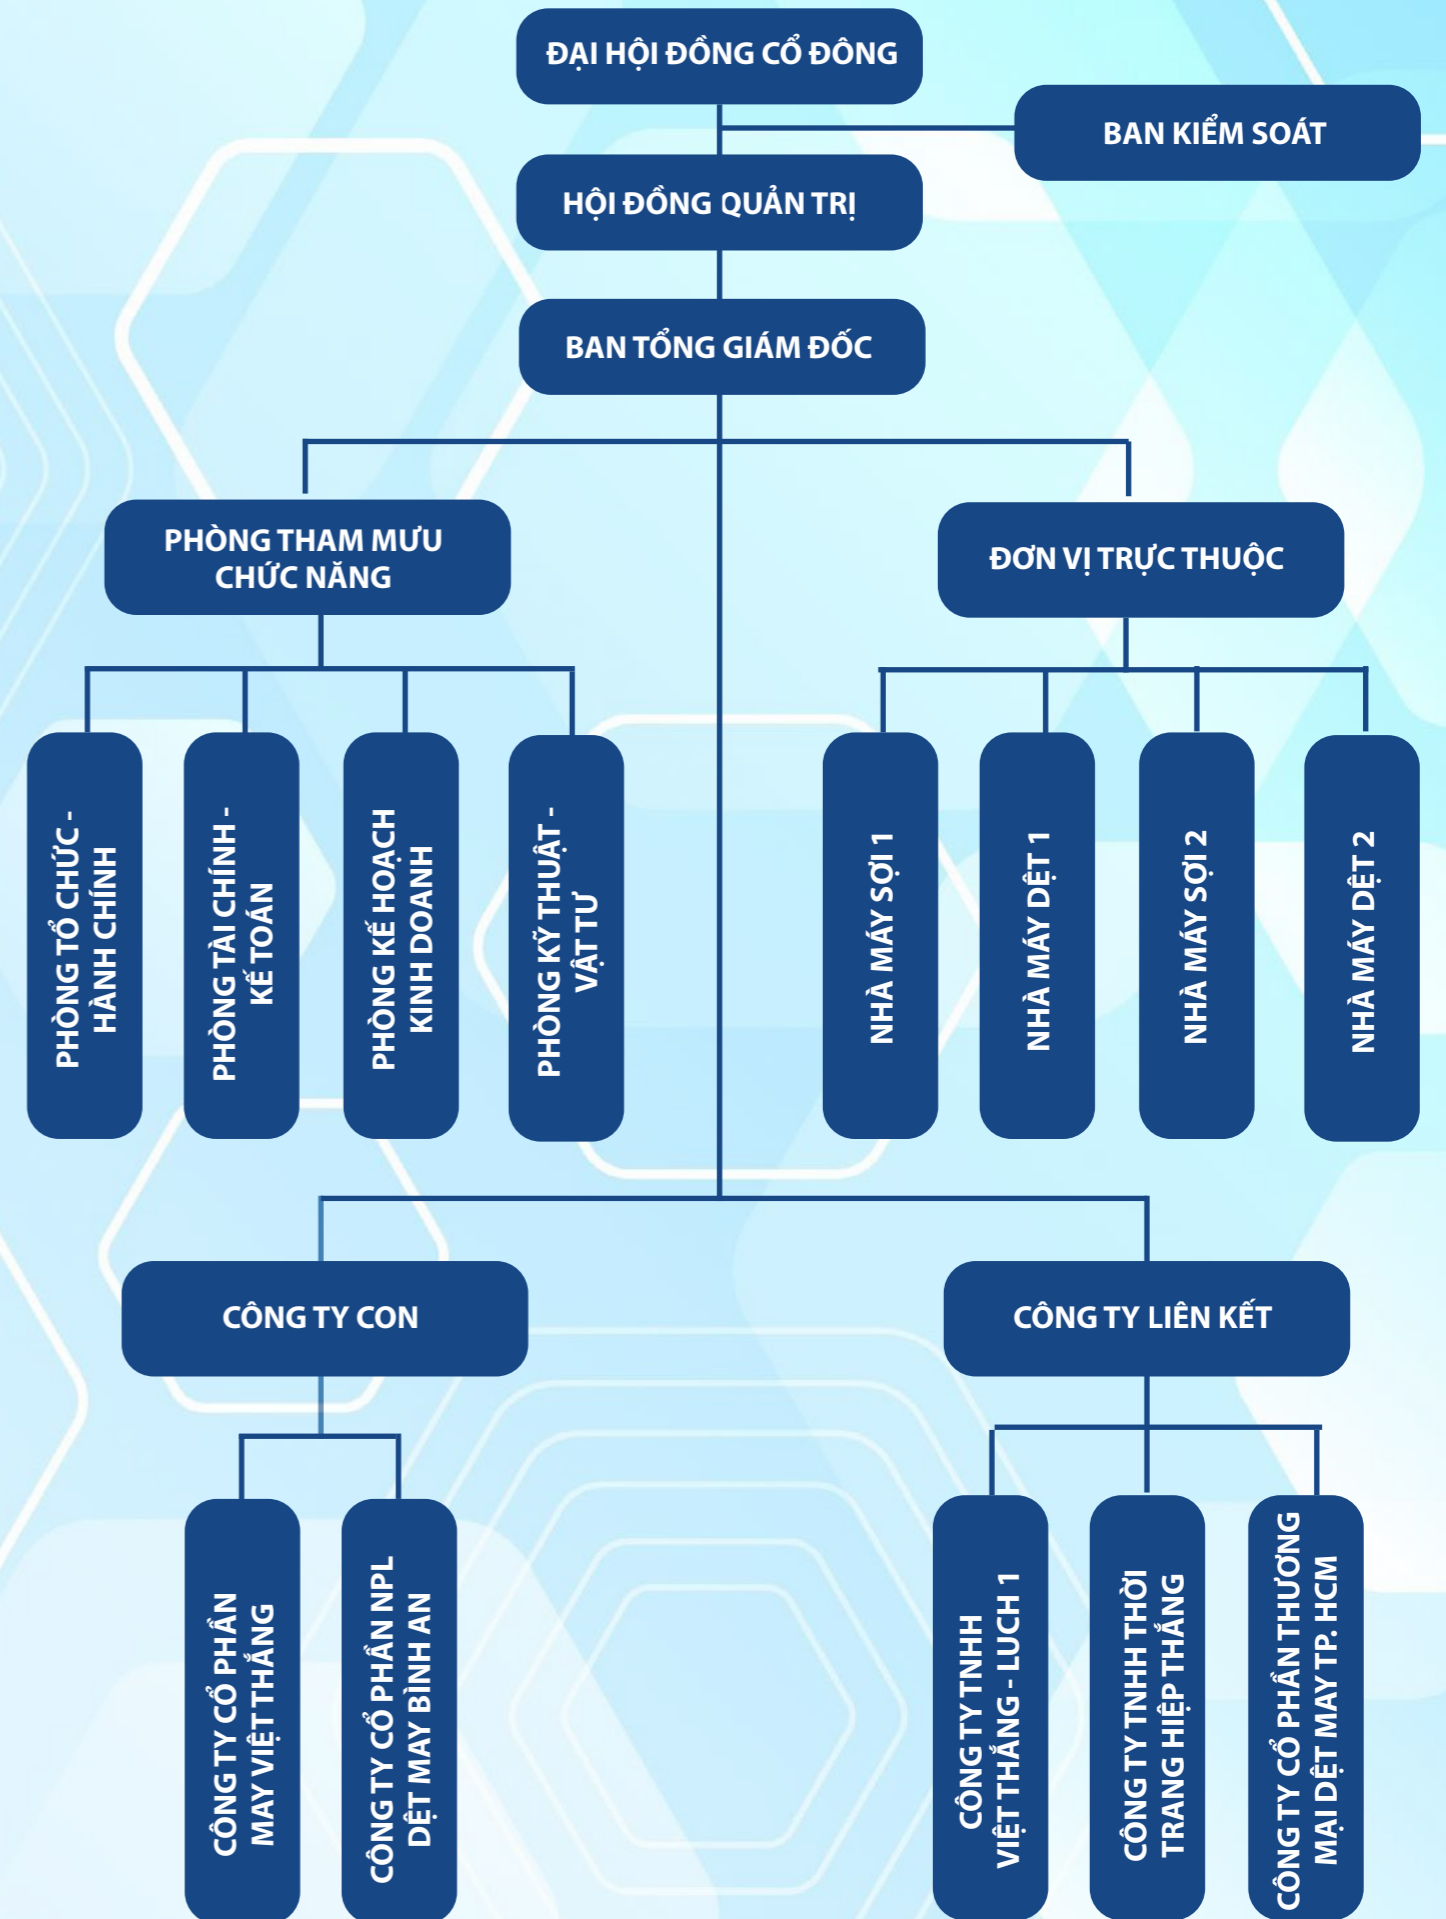 ĐẠI HỘI ĐỒNG CỔ ĐÔNG
BAN KIỂM SOÁT
HỘI ĐỒNG QUẢN TRỊ
BAN TỔNG GIÁM ĐỐC
PHÒNG THAM MƯU
CHỨC NĂNG
ĐƠN VỊ TRỰC THUỘC
PHÒNG TỔ CHỨC -
HÀNH CHÍNH
PHÒNG TÀI CHÍNH -
KẾ TOÁN
PHÒNG KẾ HOẠCH
KINH DOANH
PHÒNG KỸ THUẬT -
VẬT TƯ
NHÀ MÁY SỢI 1
NHÀ MÁY DỆT 1
NHÀ MÁY SỢI 2
NHÀ MÁY DỆT 2
CÔNG TY CON
CÔNG TY LIÊN KẾT
CÔNG TY CỔ PHẦN
MAY VIỆT THẮNG
CÔNG TY CỔ PHẦN NPL
DỆT MAY BÌNH AN
CÔNG TY TNHH
VIỆT THẮNG - LUCH 1
CÔNG TY TNHH THỜI
TRANG HIỆP THẮNG
CÔNG TY CỔ PHẦN THƯƠNG
MẠI DỆT MAY TP. HCM